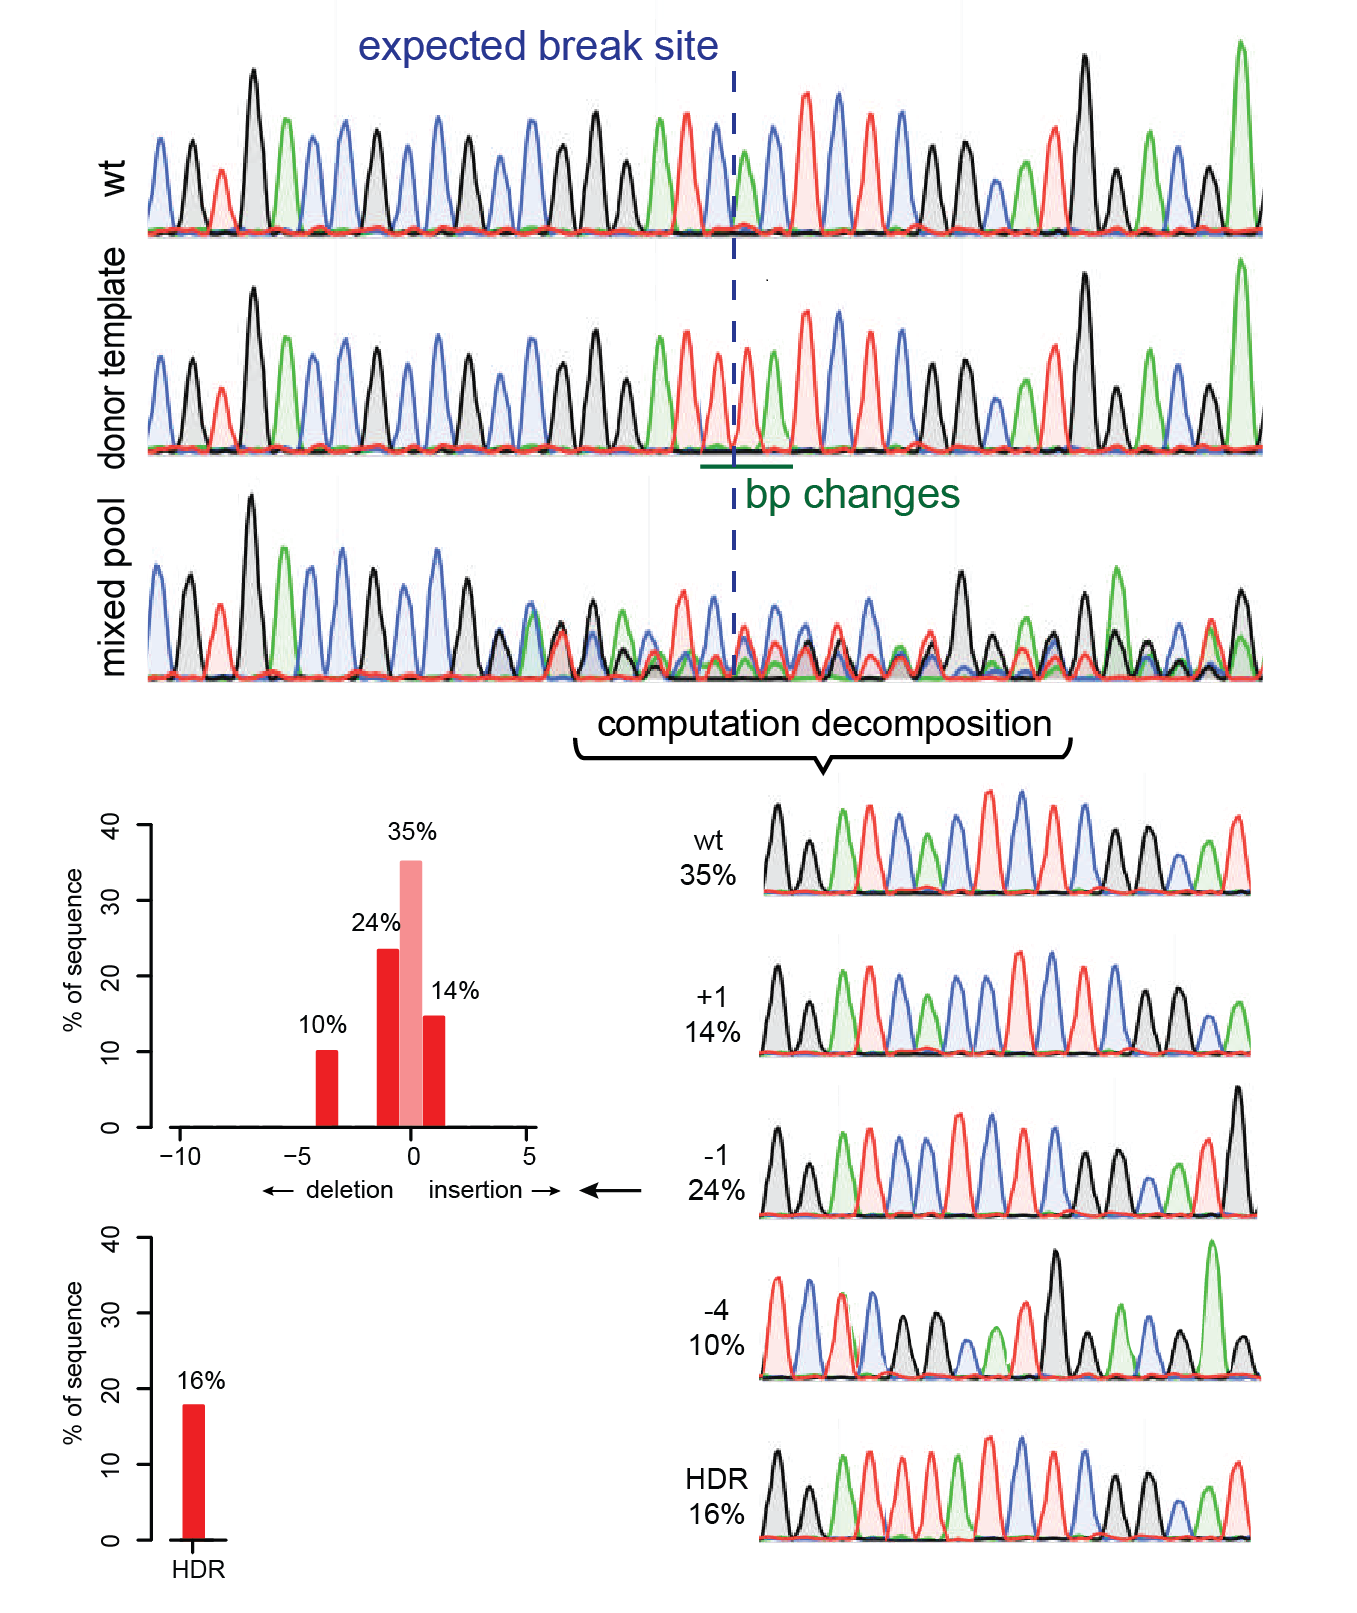 expected break site
wt
donor template
bp changes
mixed pool
computation decomposition
40
30
20
10
0
% of sequence
10%
24%
35%
14%
−10
−5
0
5
← deletion
insertion →
40
30
20
10
0
% of sequence
16%
HDR
wt
35%
+1
14%
-1
24%
-4
10%
HDR
16%